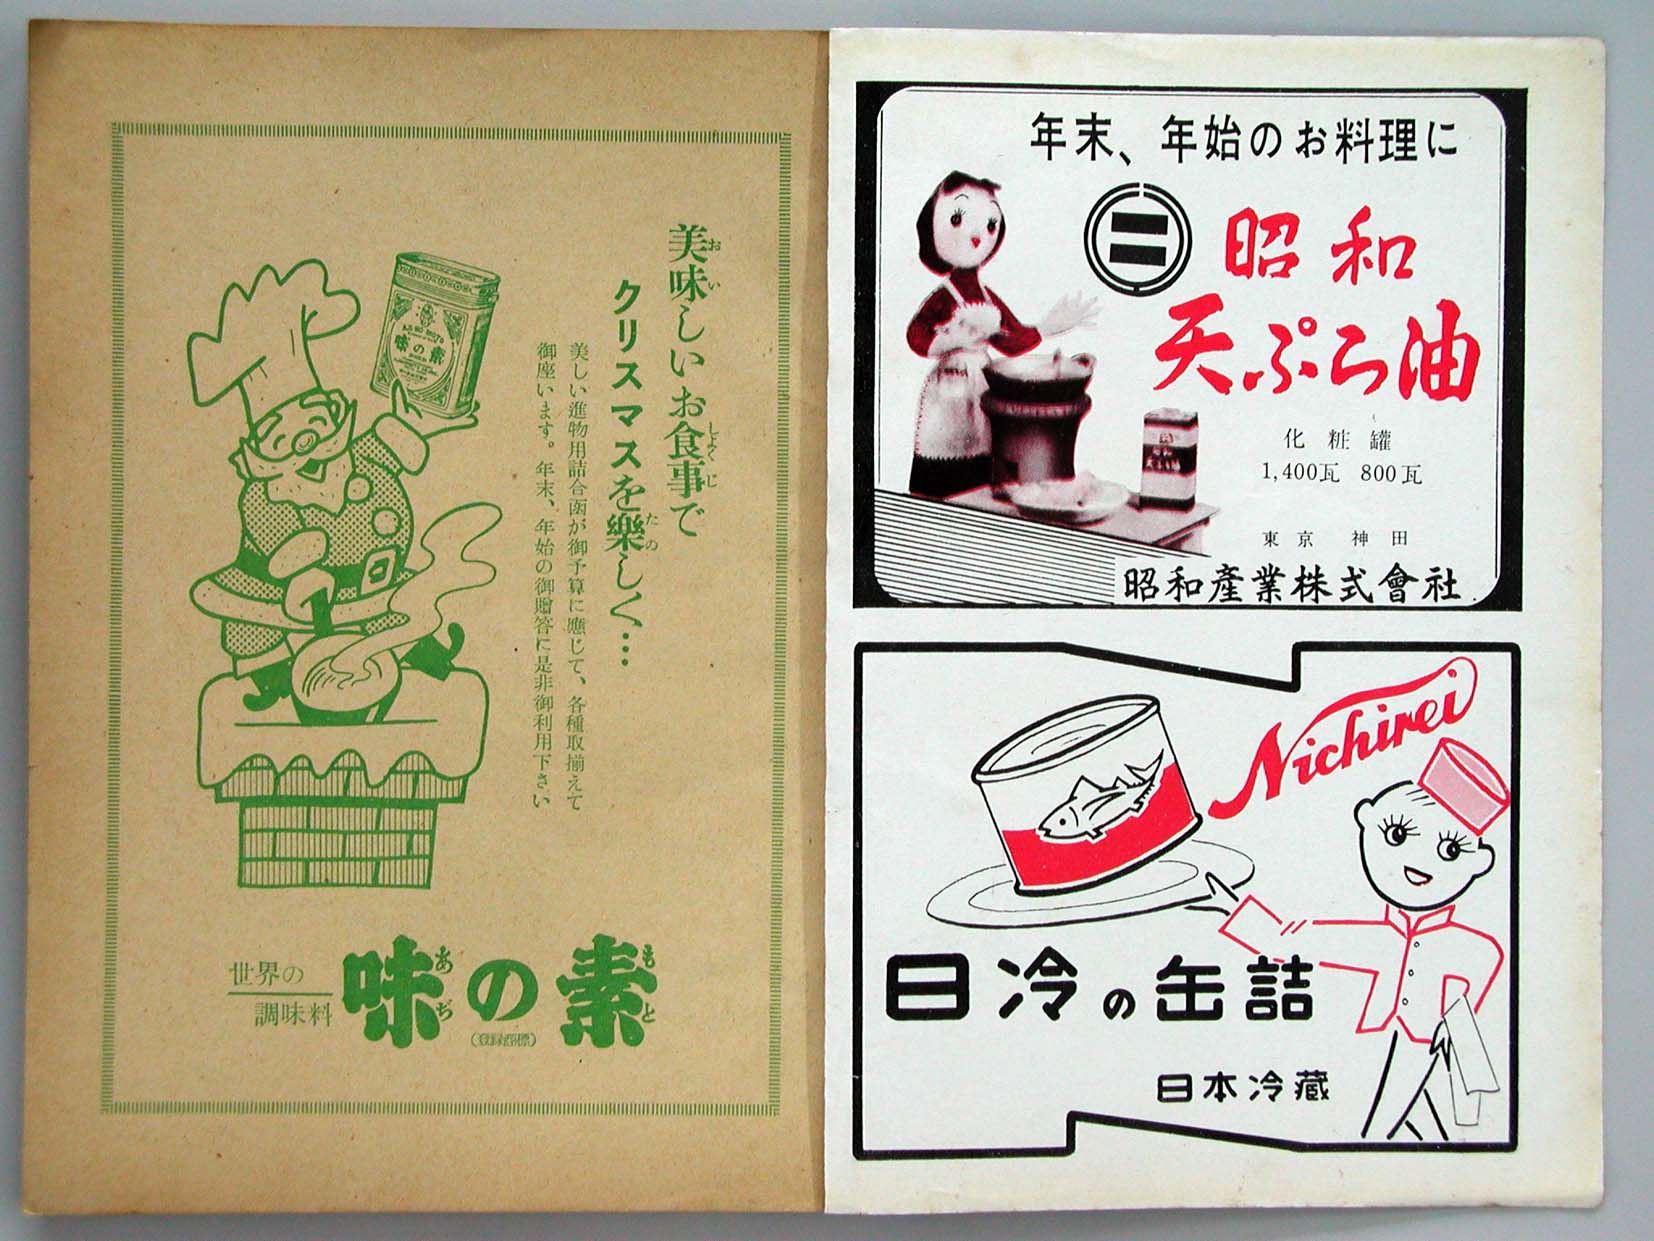 美味しいお食事で
クリスマスを樂しく…
美しい進物用詰合函が御予算に應じて、各種取揃えて
御座います。年末、年始の御贈答に是非御利用下さい
味の素
世界の
調味料
味の素
年末、年始のお料理に
昭和
天ぷら油
化粧罐
1,400瓦 800瓦
東京 神田
昭和産業株式會社
Nichirei
日冷の缶詰
日本冷蔵